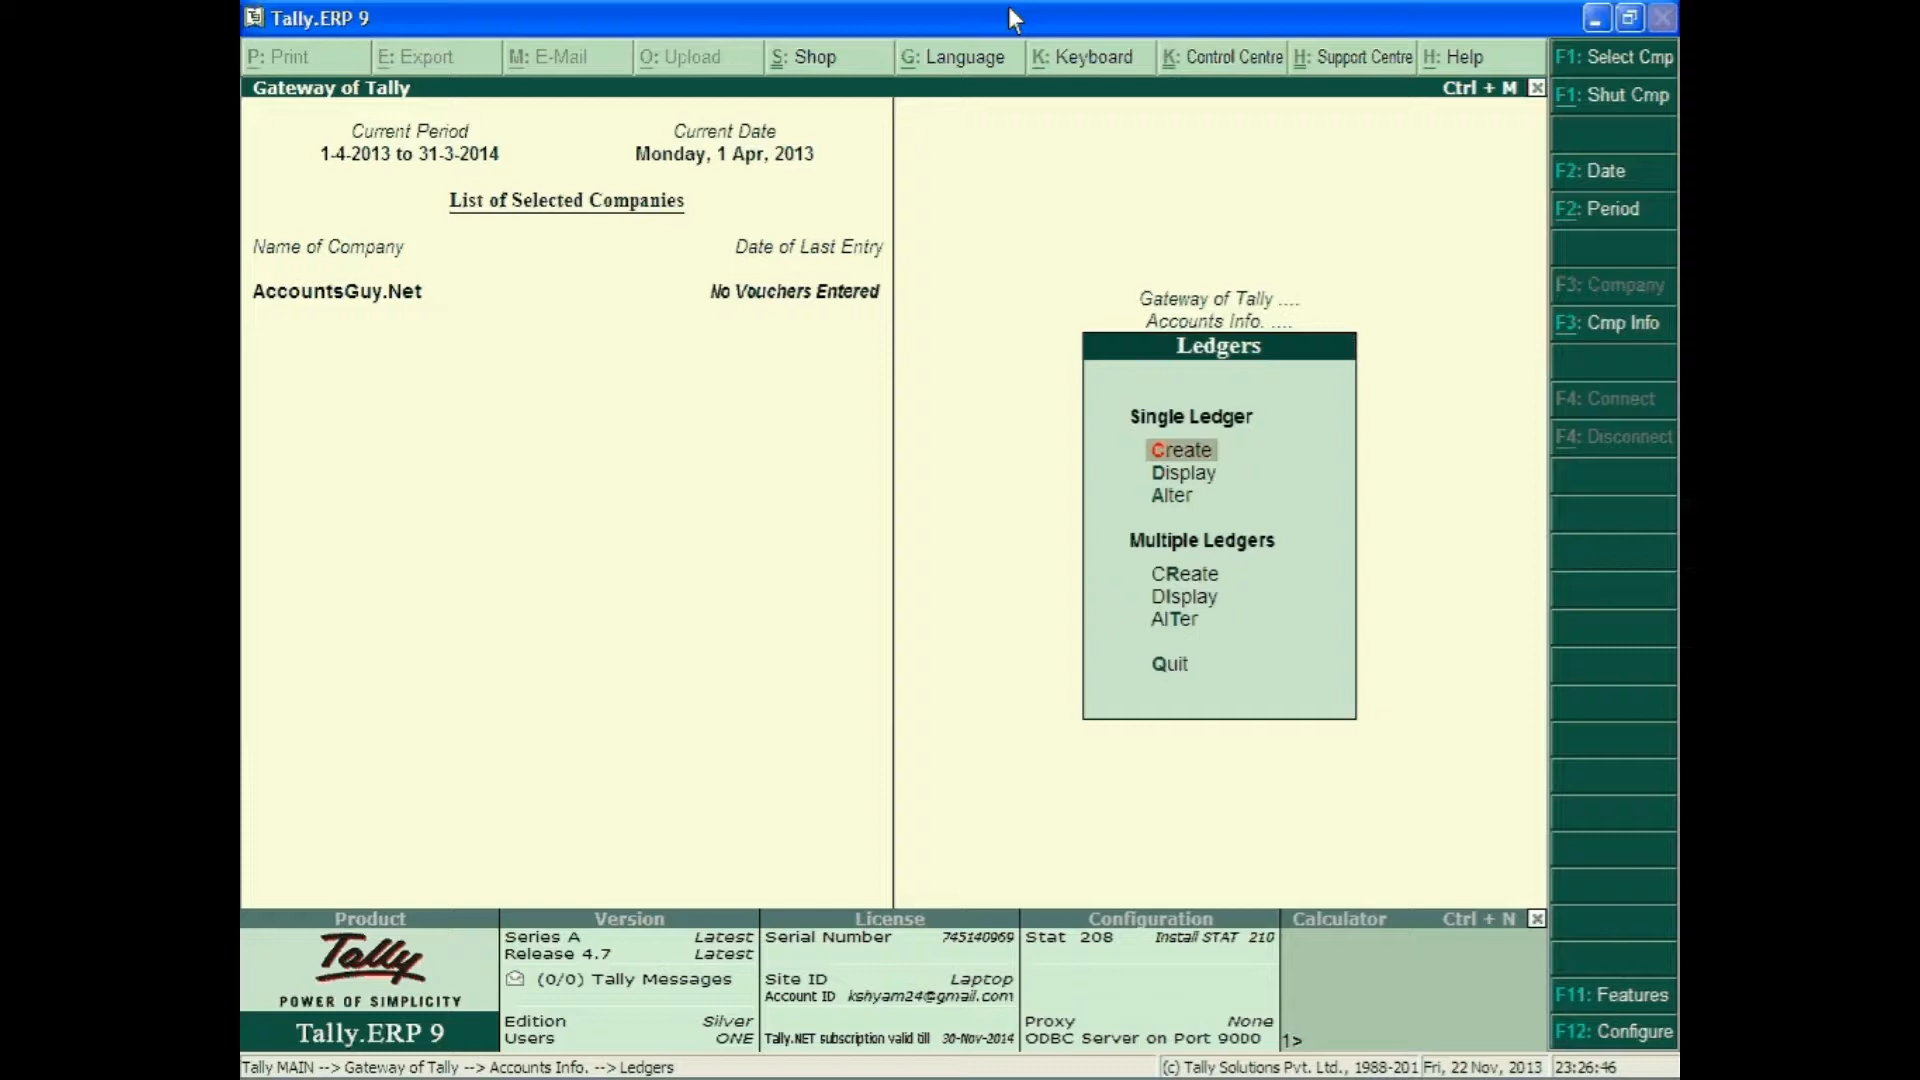 Tally.ERP 9
P: Print
E: Export
M: E-Mail
O: Upload
S: Shop
G: Language
K: Keyboard
K: Control Centre
H: Support Centre
H: Help
F1: Select Cmp
Gateway of Tally
Ctrl + M
F1: Shut Cmp
Current Period
Current Date
1-4-2013 to 31-3-2014
Monday, 1 Apr, 2013
F2: Date
List of Selected Companies
F2: Period
Name of Company
Date of Last Entry
AccountsGuy.Net
No Vouchers Entered
F3: Company
Gateway of Tally ....
Accounts Info. ....
F3: Cmp Info
Ledgers
F4: Connect
Single Ledger
F4: Disconnect
Create
Display
Alter
Multiple Ledgers
CReate
DIsplay
AlTer
Quit
Product
Version
License
Configuration
Calculator
Ctrl + N
Tally
POWER OF SIMPLICITY
Tally.ERP 9
Series A Latest
Release 4.7 Latest
(0/0) Tally Messages
Edition Silver
Users ONE
Serial Number 745140969
Site ID Laptop
Account ID kshyam24@gmail.com
Tally.NET subscription valid till 30-Nov-2014
Stat 208 Install STAT 210
Proxy None
ODBC Server on Port 9000
1>
F11: Features
F12: Configure
Tally MAIN --> Gateway of Tally --> Accounts Info. --> Ledgers
(c) Tally Solutions Pvt. Ltd., 1988-201
Fri, 22 Nov, 2013
23:26:46